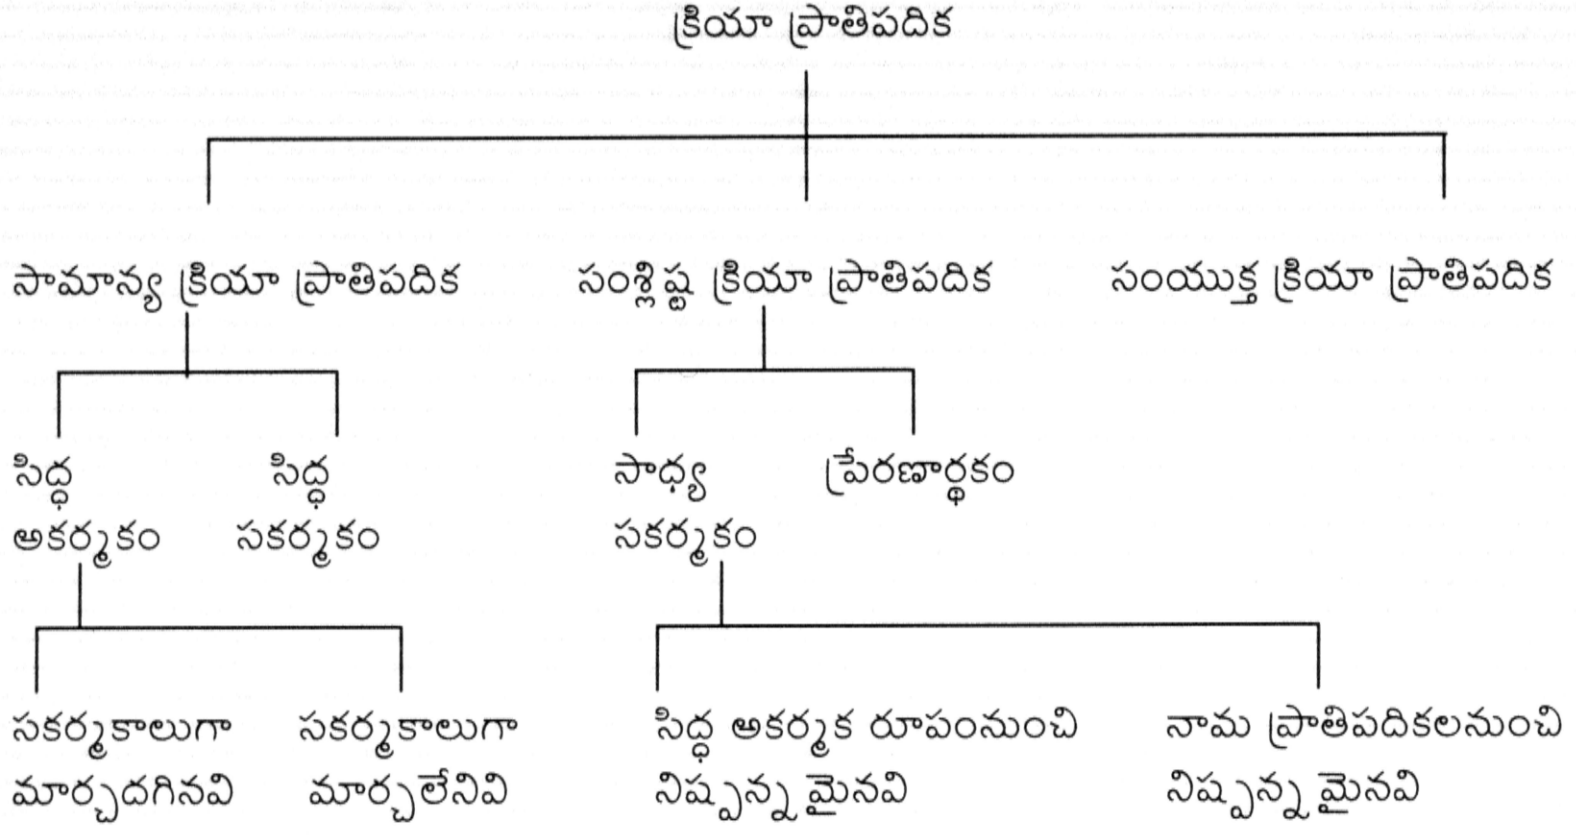 క్రియా ప్రాతిపదిక
సామాన్య క్రియా ప్రాతిపదిక
సంశ్లిష్ట క్రియా ప్రాతిపదిక
సంయుక్త క్రియా ప్రాతిపదిక
సిద్ధ
అకర్మకం
సిద్ధ
సకర్మకం
సాధ్య
సకర్మకం
ప్రేరణార్థకం
సకర్మకాలుగా
మార్చదగినవి
సకర్మకాలుగా
మార్చలేనివి
సిద్ధ అకర్మక రూపంనుంచి
నిష్పన్న మైనవి
నామ ప్రాతిపదికలనుంచి
నిష్పన్న మైనవి